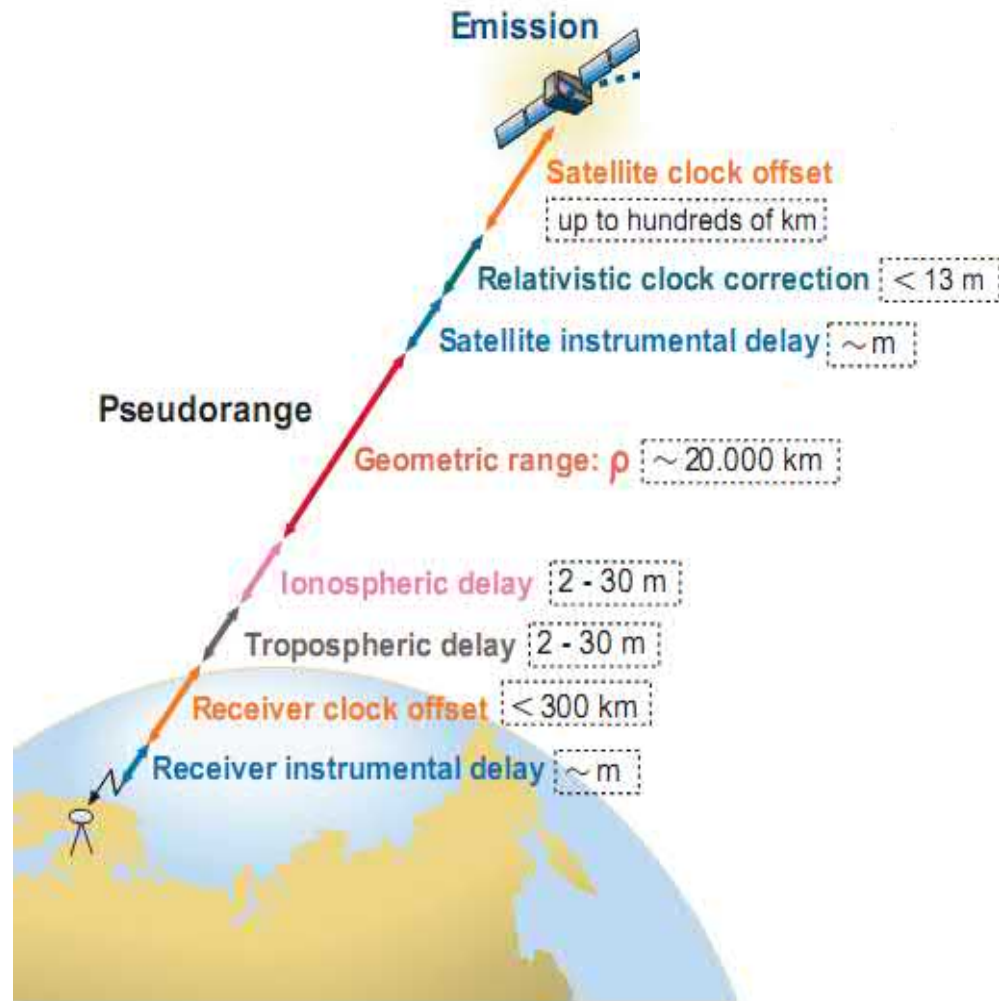 Emission
Satellite clock offset
up to hundreds of km
Relativistic clock correction < 13 m
Satellite instrumental delay ~m
Pseudorange
Geometric range: ρ ~20.000 km
Ionospheric delay 2 - 30 m
Tropospheric delay 2 - 30 m
Receiver clock offset <300 km
Receiver instrumental delay ~m